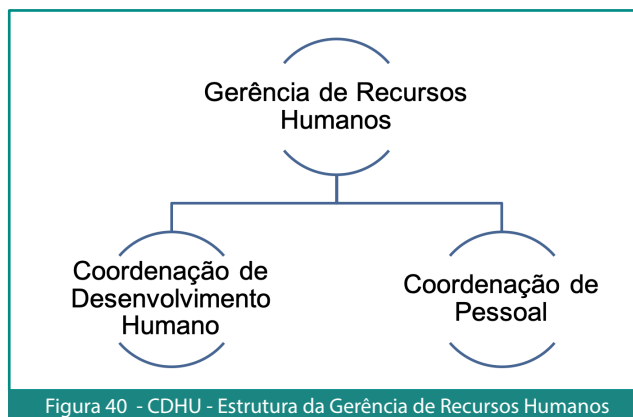 Gerência de Recursos
Humanos
Coordenação de
Desenvolvimento
Humano
Coordenação de
Pessoal
Figura 40 - CDHU - Estrutura da Gerência de Recursos Humanos